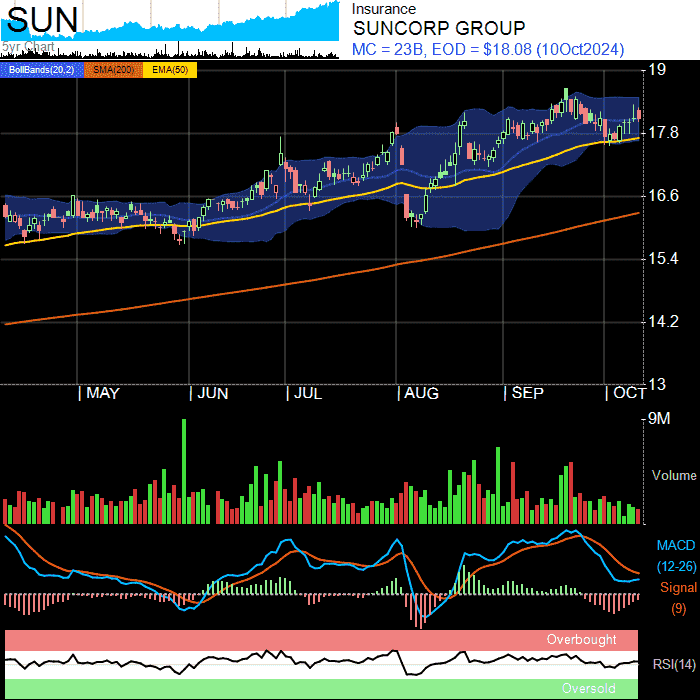 SUN
5yr Chart
Insurance
SUNCORP GROUP
MC = 23B, EOD = $18.08 (10Oct2024)
BollBands(20,2) SMA(200) EMA(50)
19
17.8
16.6
15.4
14.2
13
| MAY | JUN | JUL | AUG | SEP | OCT
9M
Volume
MACD
(12-26)
Signal
(9)
Overbought
RSI(14)
Oversold